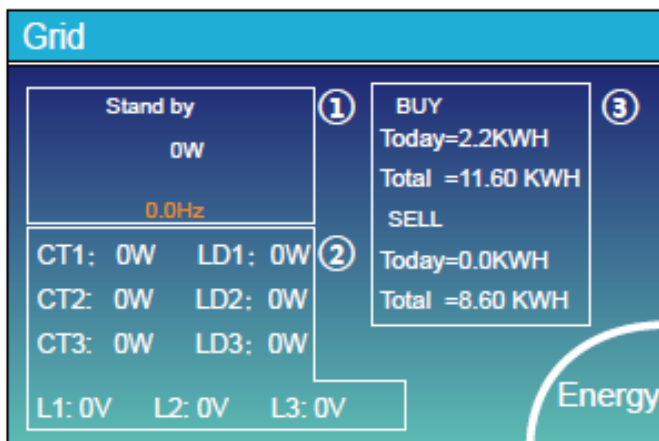 Grid
Stand by
0W
0.0Hz
①
CT1: 0W LD1: 0W
CT2: 0W LD2: 0W
CT3: 0W LD3: 0W
L1: 0V L2: 0V L3: 0V
②
BUY
Today=2.2KWH
Total =11.60 KWH
SELL
Today=0.0KWH
Total =8.60 KWH
③
Energy